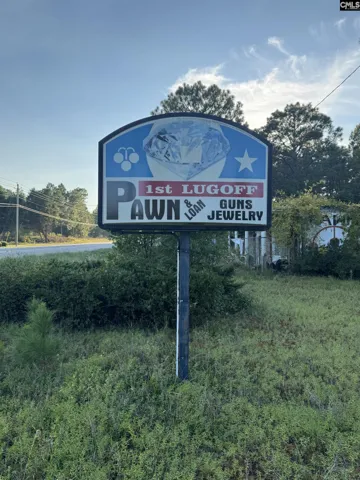 CMLS
1st LUGOFF
PAWN & LOAN GUNS
JEWELRY